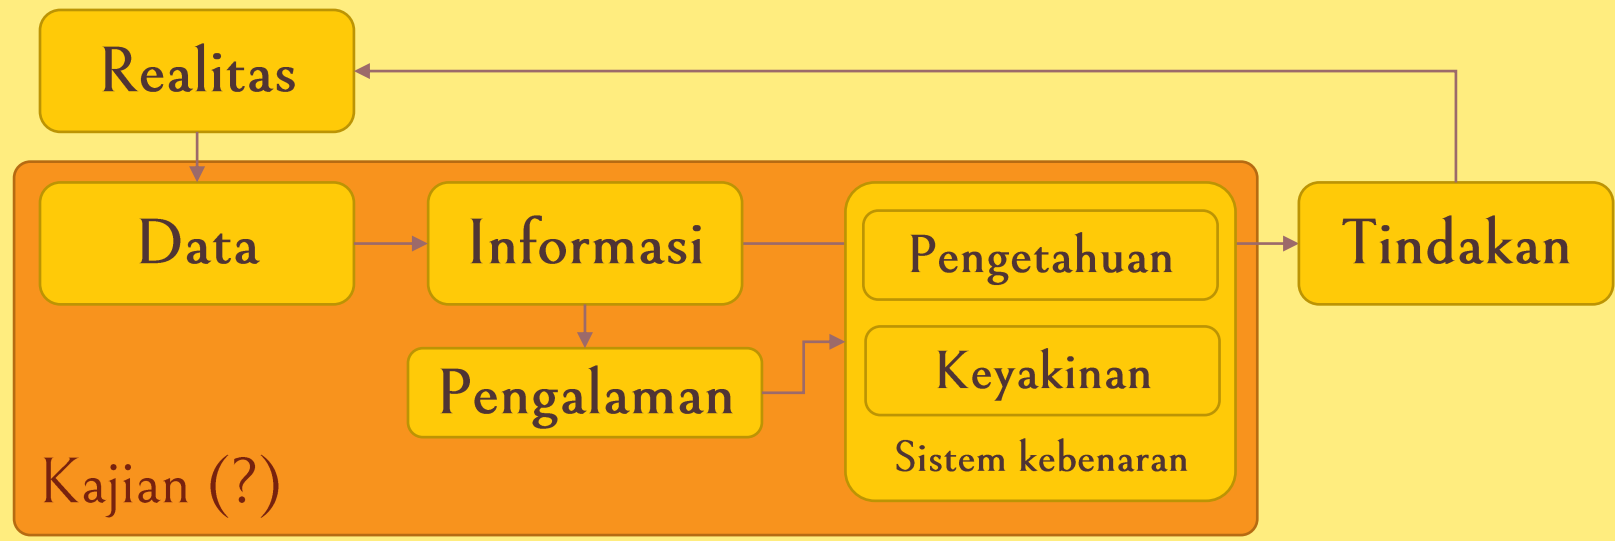 Realitas
Data
Informasi
Pengetahuan
Tindakan
Pengalaman
Keyakinan
Sistem kebenaran
Kajian (?)